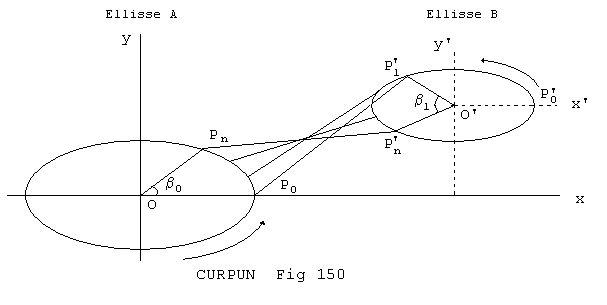 Ellisse A
Ellisse B
y
y'
P'1
P'0
β1
x'
O'
Pn
P'n
β0
P0
O
x
CURPUN Fig 150